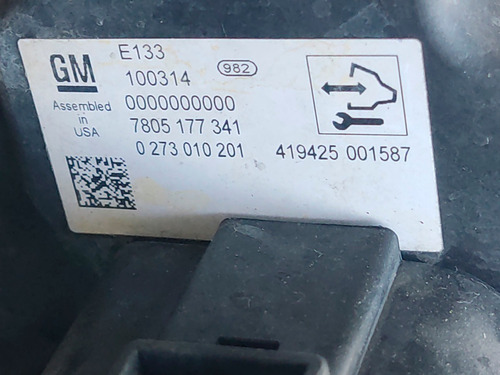 GM
E133
100314
982
Assembled
in
USA
0000000000
7805 177 341
0 273 010 201
419425 001587